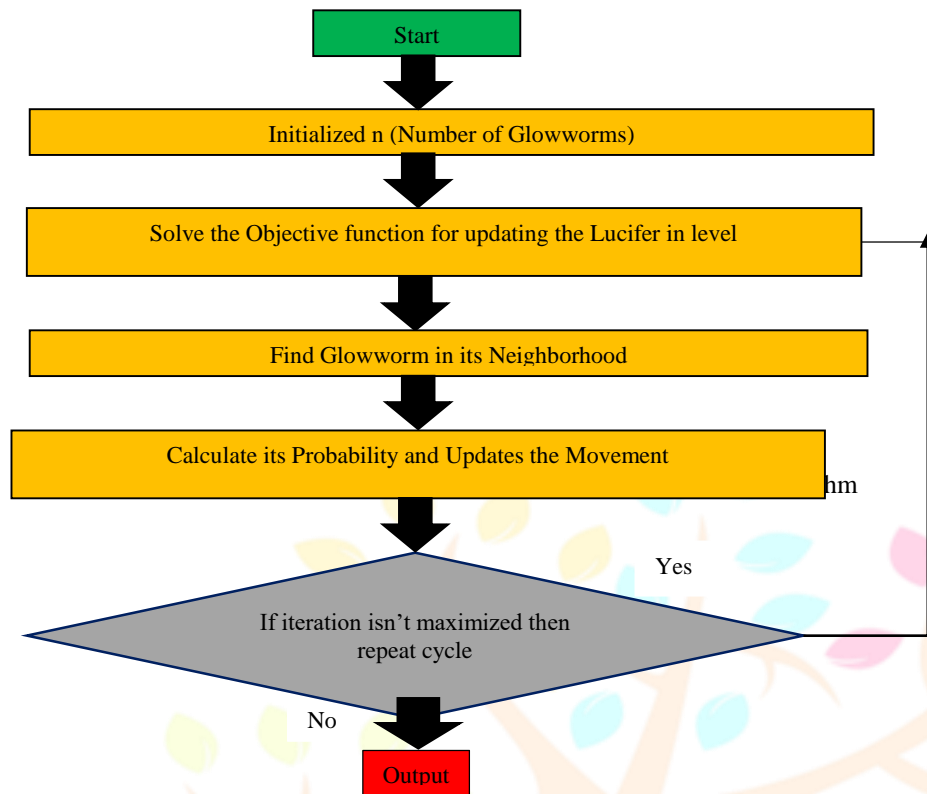 Start
Initialized n (Number of Glowworms)
Solve the Objective function for updating the Lucifer in level
Find Glowworm in its Neighborhood
Calculate its Probability and Updates the Movement
hm
Yes
If iteration isn’t maximized then
repeat cycle
No
Output